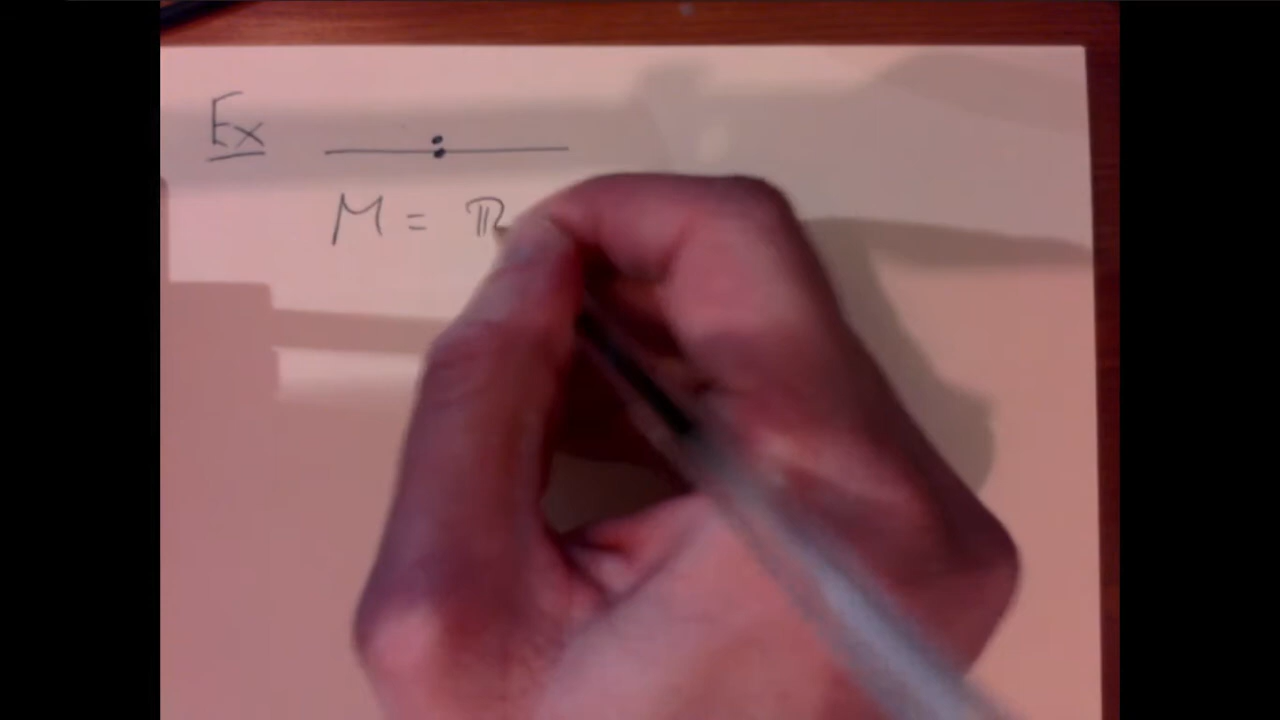 Ex
M = ℝ